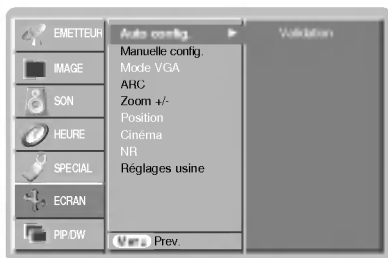 EMETTEUR
IMAGE
SON
HEURE
SPECIAL
ECRAN
PIP/DW
Auto config.
Manuelle config.
Mode VGA
ARC
Zoom +/-
Position
Cinéma
NR
Réglages usine
Prev.
Validation